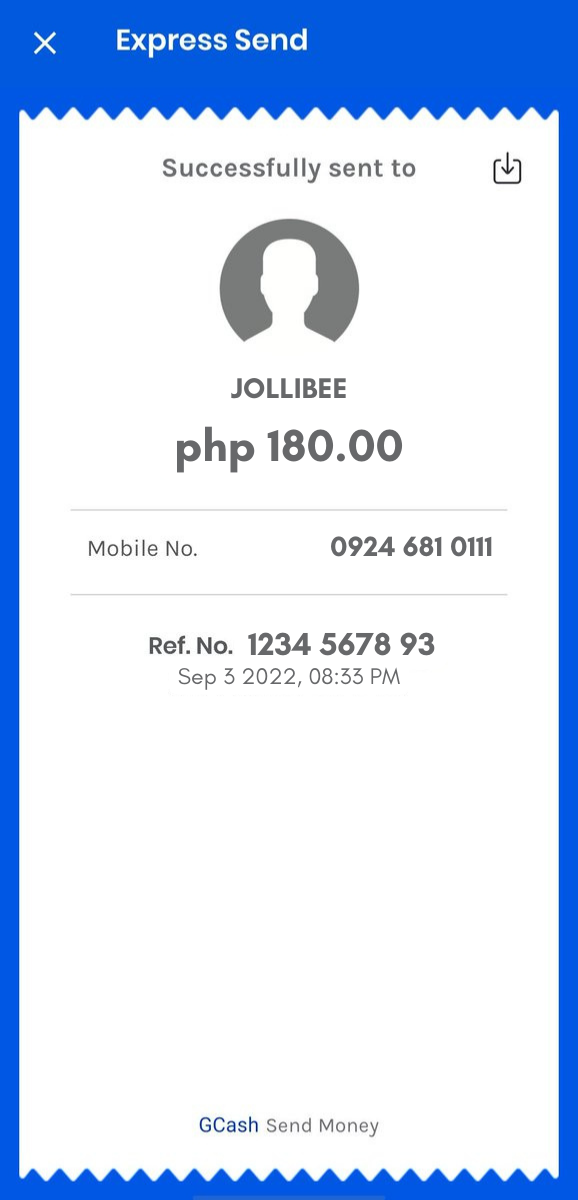 Express Send
Successfully sent to
JOLLIBEE
php 180.00
Mobile No. 0924 681 0111
Ref. No. 1234 5678 93
Sep 3 2022, 08:33 PM
GCash Send Money